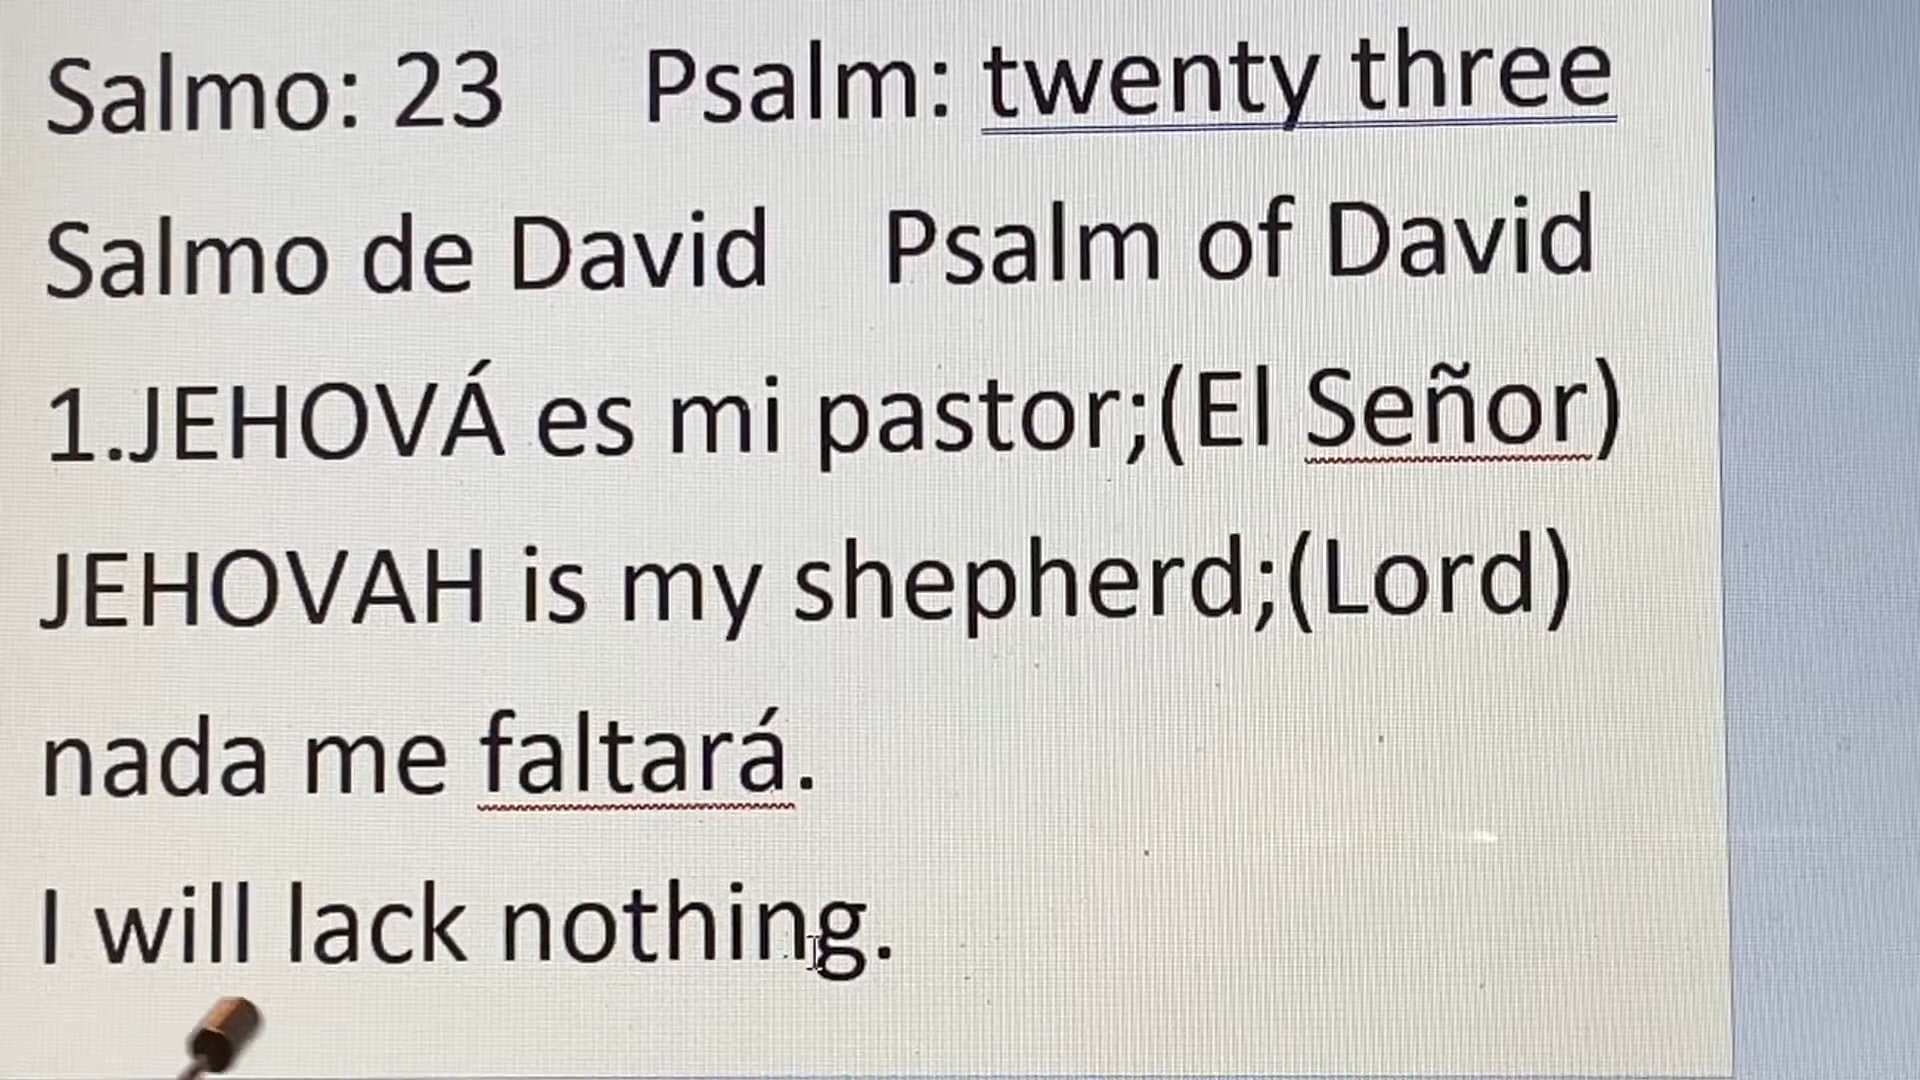 Salmo: 23 Psalm: twenty three
Salmo de David Psalm of David
1.JEHOVÁ es mi pastor;(El Señor)
JEHOVAH is my shepherd;(Lord)
nada me faltará.
I will lack nothing.